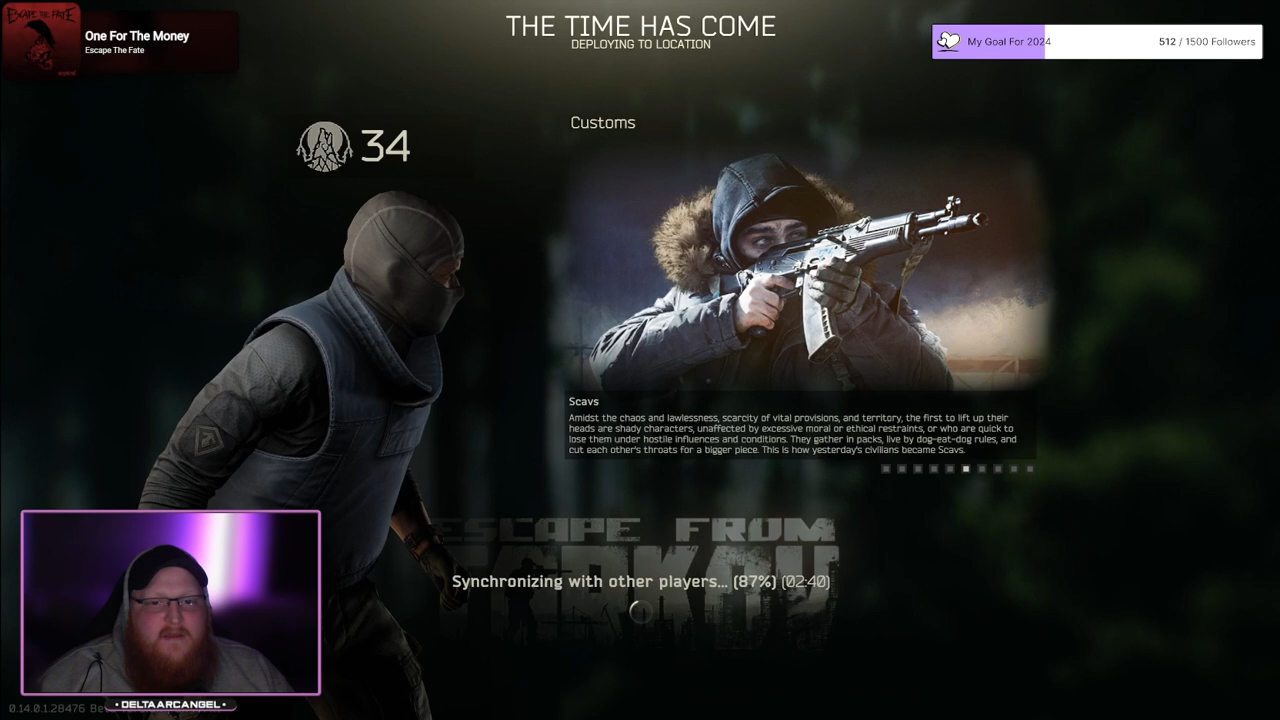 ESCAPE THE FATE
One For The Money
Escape The Fate
THE TIME HAS COME
DEPLOYING TO LOCATION
My Goal For 2024
512 / 1500 Followers
34
Customs
Scavs
Amidst the chaos and lawlessness, scarcity of vital provisions, and territory, the first to lift up their
heads are shady characters, unaffected by excessive moral or ethical restraints, or who are quick to
lose them under hostile influences and conditions. They gather in packs, live by dog-eat-dog rules, and
cut each other's throats for a bigger piece. This is how yesterday's civilians became Scavs.
ESCAPE FROM
TARKOV
Synchronizing with other players... (87%) (02:40)
•DELTAARCANGEL•
0.14.0.1.28476 Be